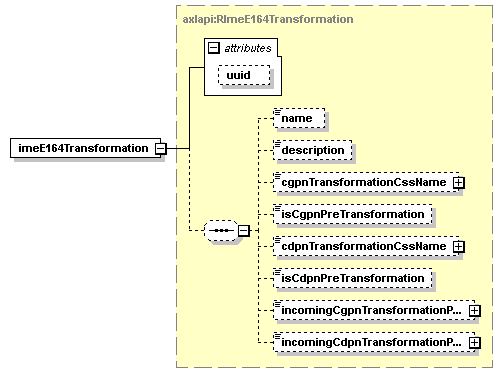 axlapi:RImeE164Transformation
attributes
uuid
imeE164Transformation
name
description
cgpnTransformationCssName
isCgpnPreTransformation
cdpnTransformationCssName
isCdpnPreTransformation
incomingCgpnTransformationP...
incomingCdpnTransformationP...